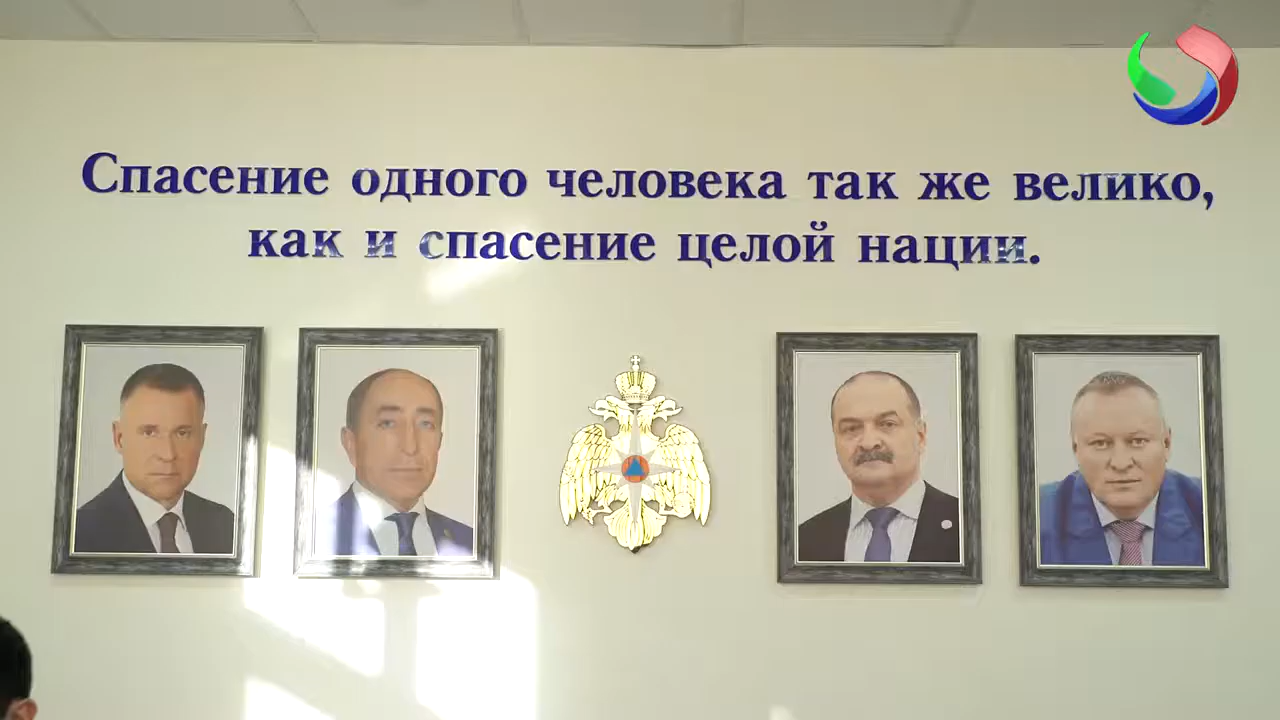 Спасение одного человека так же велико,
как и спасение целой нации.